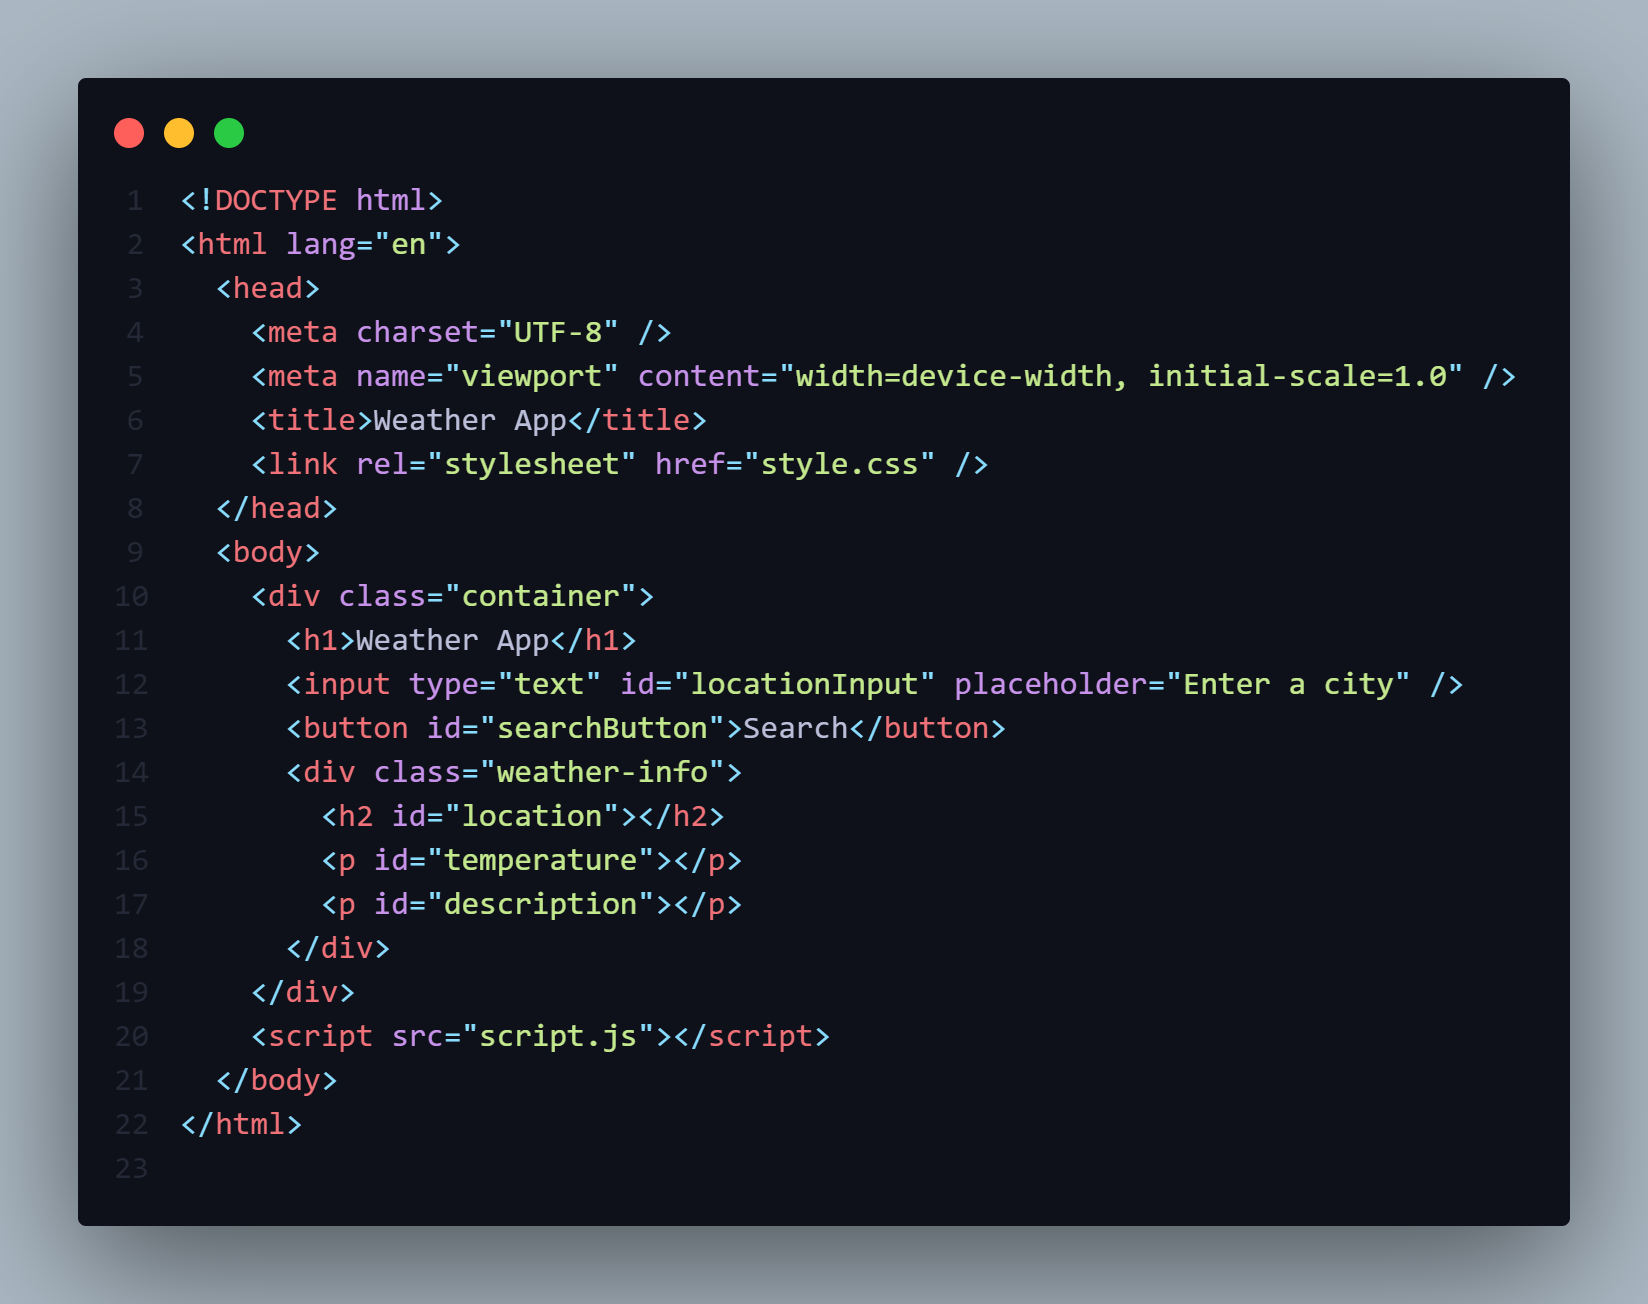 1 <!DOCTYPE html>
2 <html lang="en">
3   <head>
4     <meta charset="UTF-8" />
5     <meta name="viewport" content="width=device-width, initial-scale=1.0" />
6     <title>Weather App</title>
7     <link rel="stylesheet" href="style.css" />
8   </head>
9   <body>
10     <div class="container">
11       <h1>Weather App</h1>
12       <input type="text" id="locationInput" placeholder="Enter a city" />
13       <button id="searchButton">Search</button>
14       <div class="weather-info">
15         <h2 id="location"></h2>
16         <p id="temperature"></p>
17         <p id="description"></p>
18       </div>
19     </div>
20     <script src="script.js"></script>
21   </body>
22 </html>
23